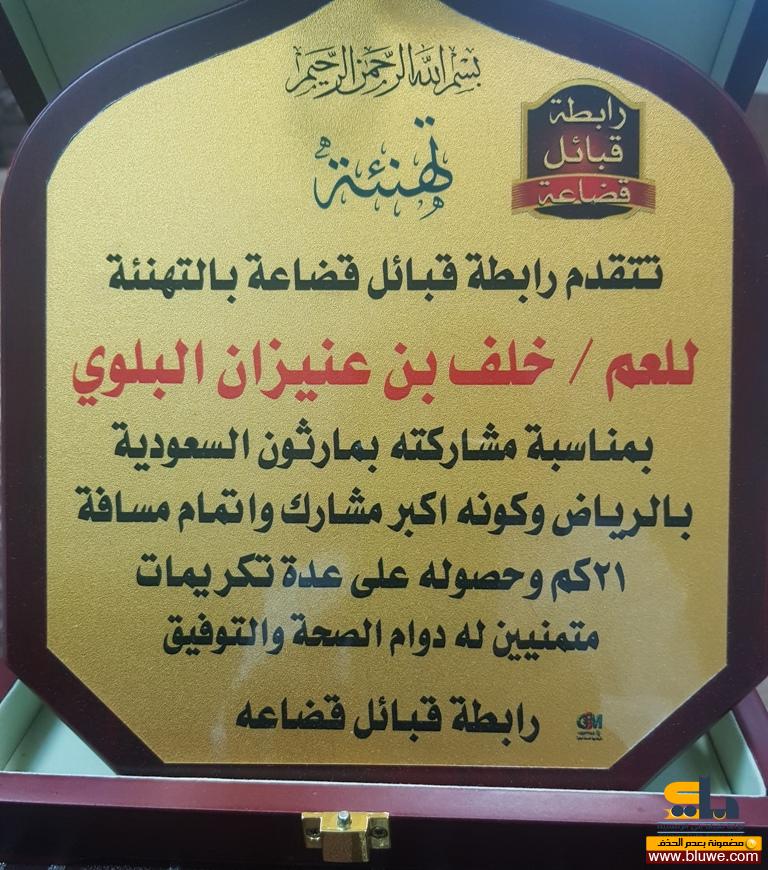 بسم الله الرحمن الرحيم
تهنئة
رابطة
قبائل
قضاعة
تتقدم رابطة قبائل قضاعة بالتهنئة
للعم / خلف بن عنيزان البلوي
بمناسبة مشاركته بمارثون السعودية
بالرياض وكونه اكبر مشارك واتمام مسافة
٢١كم وحصوله على عدة تكريمات
متمنيين له دوام الصحة والتوفيق
رابطة قبائل قضاعه
مضمونة بعدم الحذف
www.bluwe.com